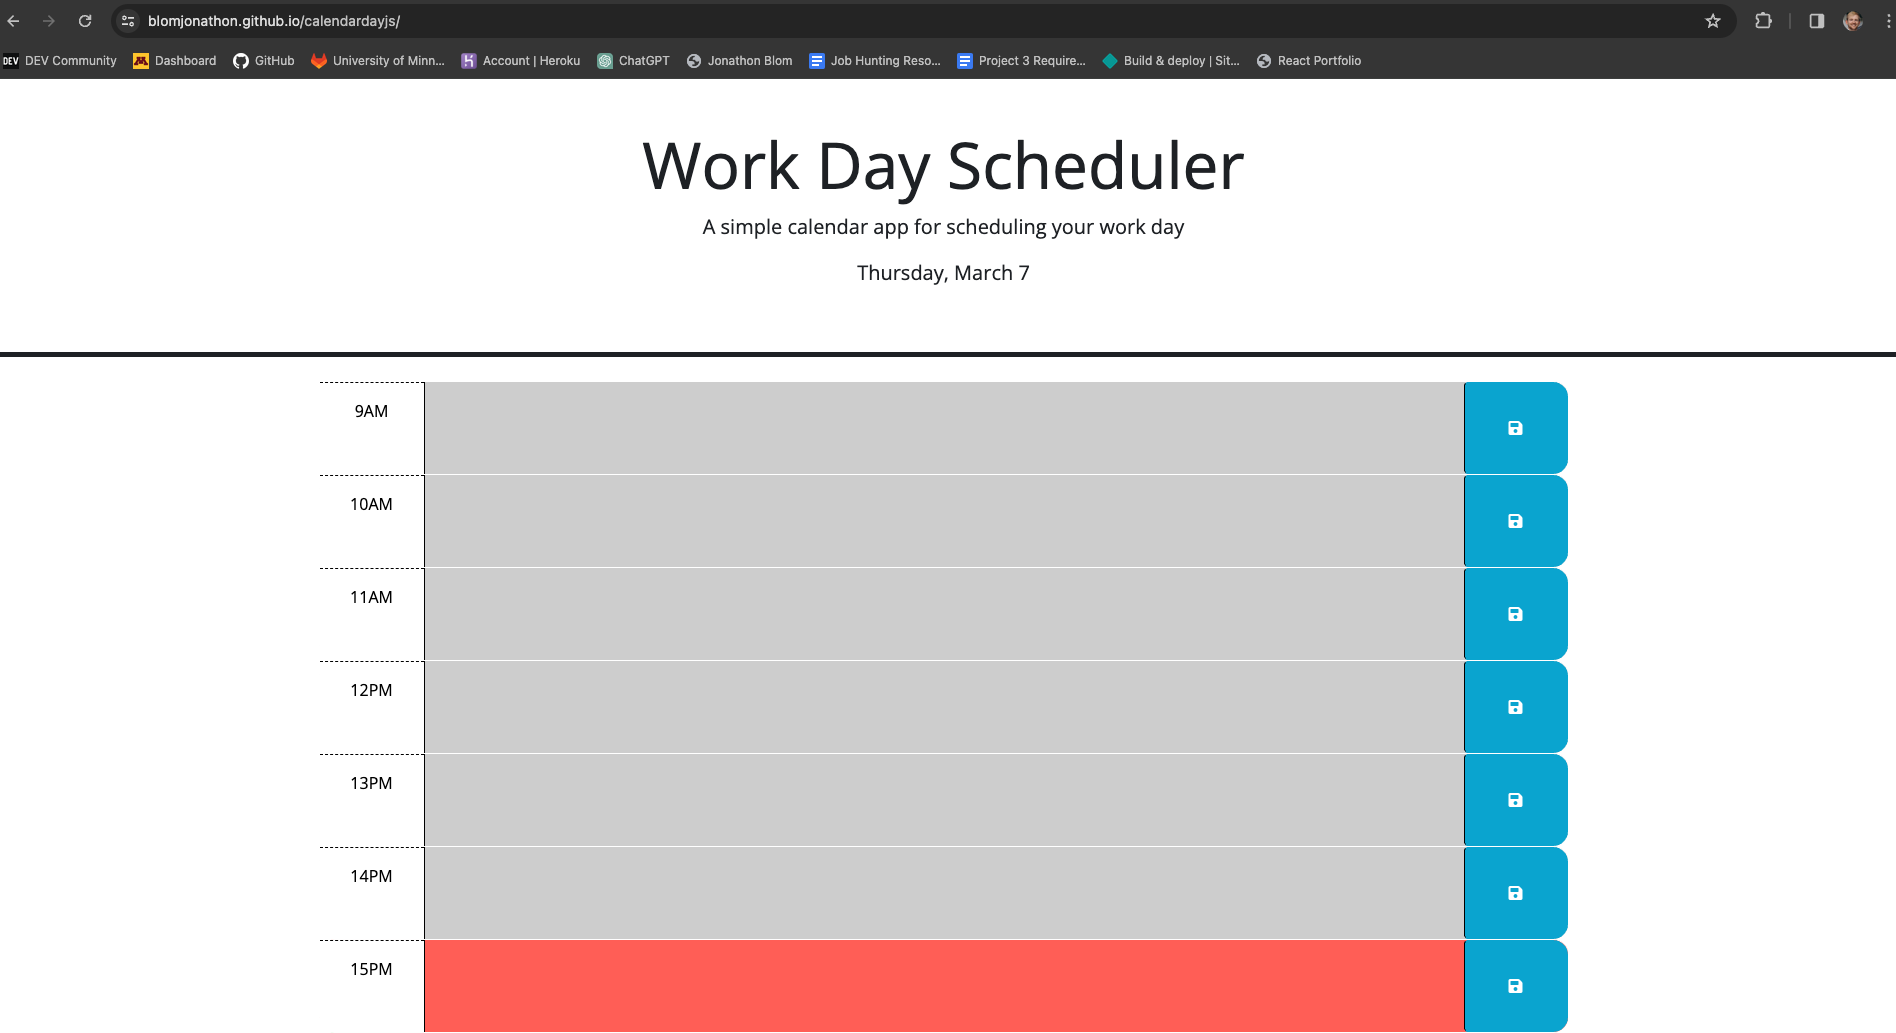 blomjonathon.github.io/calendardayjs/
DEV DEV Community Dashboard GitHub University of Minn... Account | Heroku ChatGPT Jonathon Blom Job Hunting Reso... Project 3 Require... Build & deploy | Sit... React Portfolio
Work Day Scheduler
A simple calendar app for scheduling your work day
Thursday, March 7
9AM
10AM
11AM
12PM
13PM
14PM
15PM